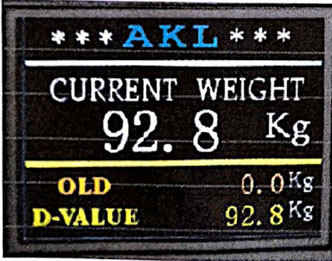 ***AKL***
CURRENT WEIGHT
92.8 Kg
OLD 0.0Kg
D-VALUE 92.8Kg